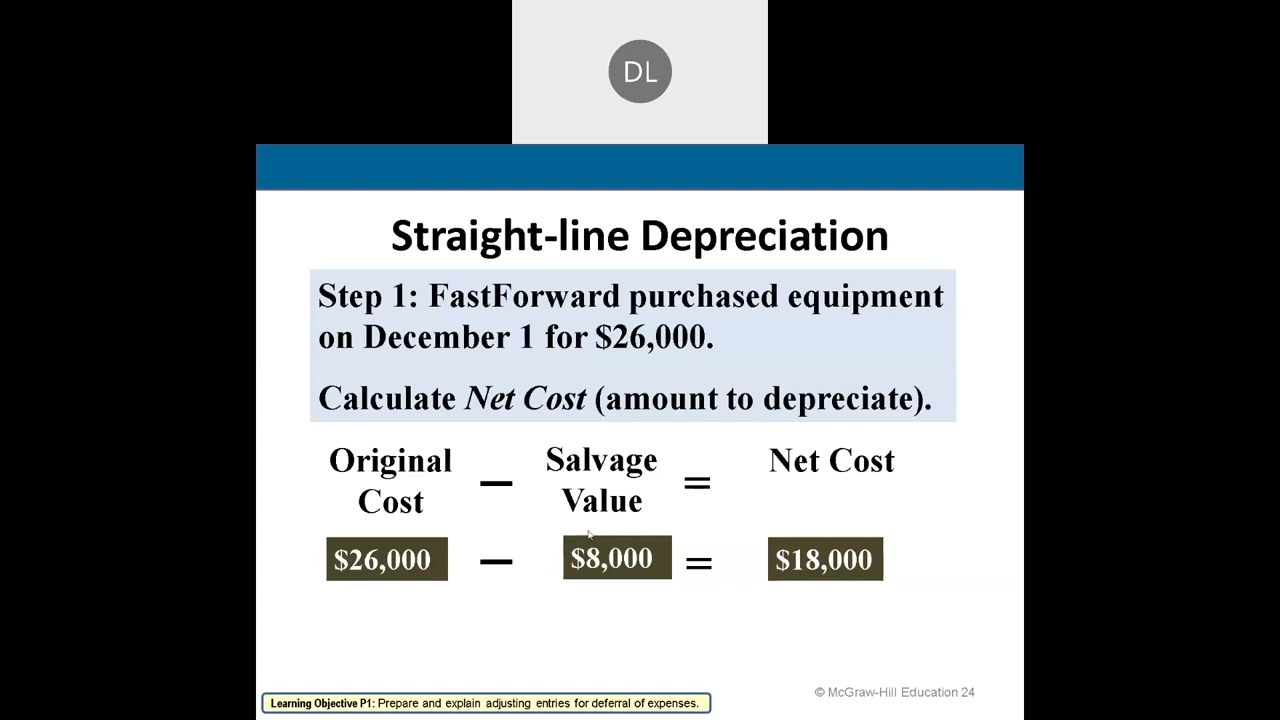 DL
Straight-line Depreciation
Step 1: FastForward purchased equipment
on December 1 for $26,000.
Calculate Net Cost (amount to depreciate).
Original
Cost
—
Salvage
Value
=
Net Cost
$26,000 — $8,000 = $18,000
© McGraw-Hill Education 24
Learning Objective P1: Prepare and explain adjusting entries for deferral of expenses.